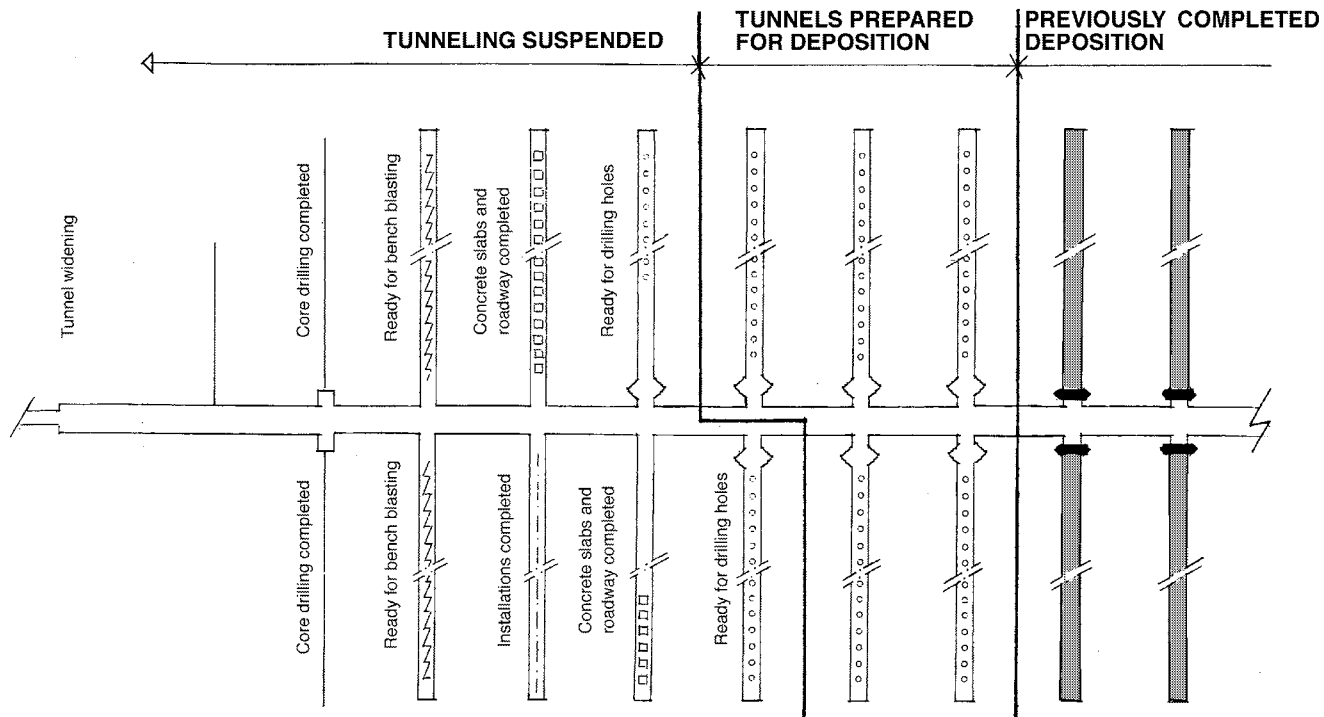 TUNNELING SUSPENDED
TUNNELS PREPARED
FOR DEPOSITION
PREVIOUSLY COMPLETED
DEPOSITION
Tunnel widening
Core drilling completed
Ready for bench blasting
Concrete slabs and
roadway completed
Ready for drilling holes
Core drilling completed
Ready for bench blasting
Installations completed
Concrete slabs and
roadway completed
Ready for drilling holes